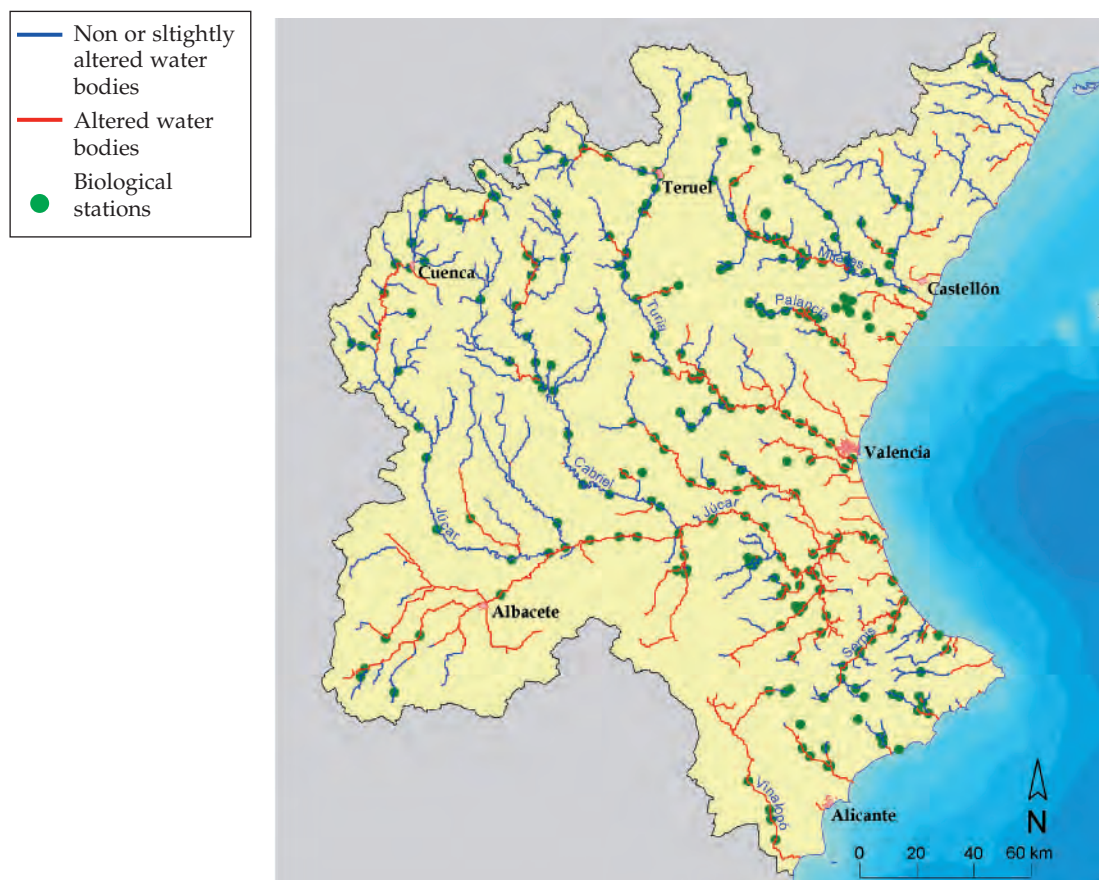 Non or sltightly
altered water
bodies
Altered water
bodies
Biological
stations
Teruel
Cuenca
Mijares
Castellón
Palancia
Turia
Valencia
Cabriel
Júcar
Júcar
Albacete
Serpis
Vinalopó
Alicante
N
0 20 40 60 km